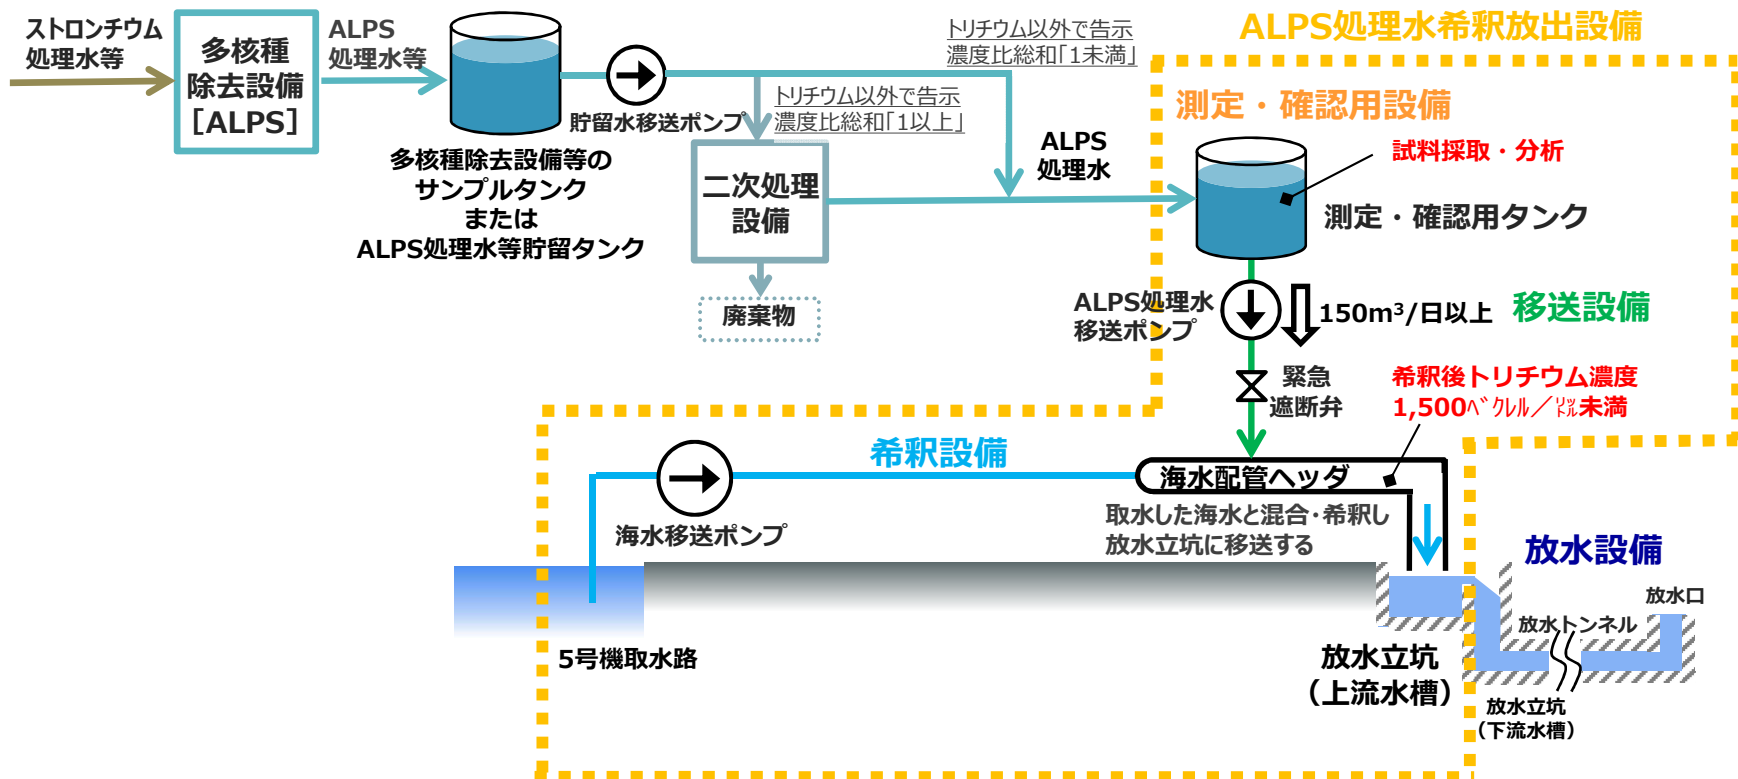 ストロンチウム
処理水等
多核種
除去設備
[ALPS]
ALPS
処理水等
貯留水移送ポンプ
多核種除去設備等の
サンプルタンク
または
ALPS処理水等貯留タンク
トリチウム以外で告示
濃度比総和「1未満」
トリチウム以外で告示
濃度比総和「1以上」
二次処理
設備
廃棄物
ALPS
処理水
ALPS処理水希釈放出設備
測定・確認用設備
試料採取・分析
測定・確認用タンク
ALPS処理水
移送ポンプ
150m³/日以上
移送設備
緊急
遮断弁
希釈後トリチウム濃度
1,500ベクレル/㍑未満
希釈設備
海水移送ポンプ
海水配管ヘッダ
取水した海水と混合・希釈し
放水立坑に移送する
5号機取水路
放水立坑
(上流水槽)
放水設備
放水口
放水トンネル
放水立坑
(下流水槽)